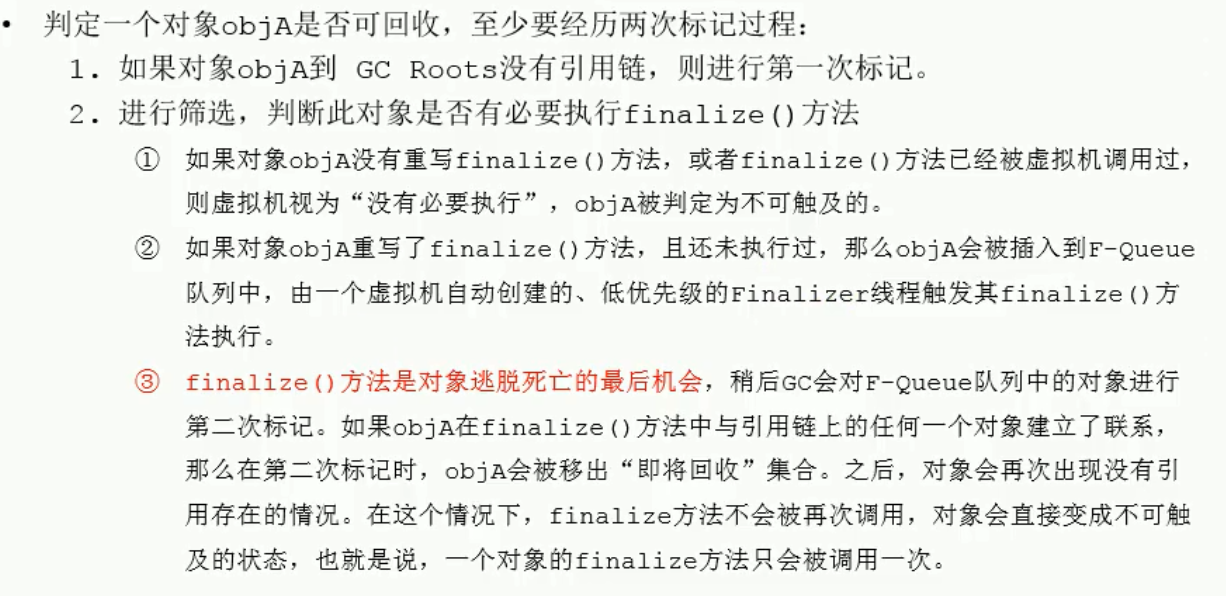 • 判定一个对象objA是否可回收，至少要经历两次标记过程：
1. 如果对象objA到 GC Roots没有引用链，则进行第一次标记。
2. 进行筛选，判断此对象是否有必要执行finalize()方法
① 如果对象objA没有重写finalize()方法，或者finalize()方法已经被虚拟机调用过，
则虚拟机视为“没有必要执行”，objA被判定为不可触及的。
② 如果对象objA重写了finalize()方法，且还未执行过，那么objA会被插入到F-Queue
队列中，由一个虚拟机自动创建的、低优先级的Finalizer线程触发其finalize()方
法执行。
③ finalize()方法是对象逃脱死亡的最后机会，稍后GC会对F-Queue队列中的对象进行
第二次标记。如果objA在finalize()方法中与引用链上的任何一个对象建立了联系，
那么在第二次标记时，objA会被移出“即将回收”集合。之后，对象会再次出现没有引
用存在的情况。在这个情况下，finalize方法不会被再次调用，对象会直接变成不可触
及的状态，也就是说，一个对象的finalize方法只会被调用一次。